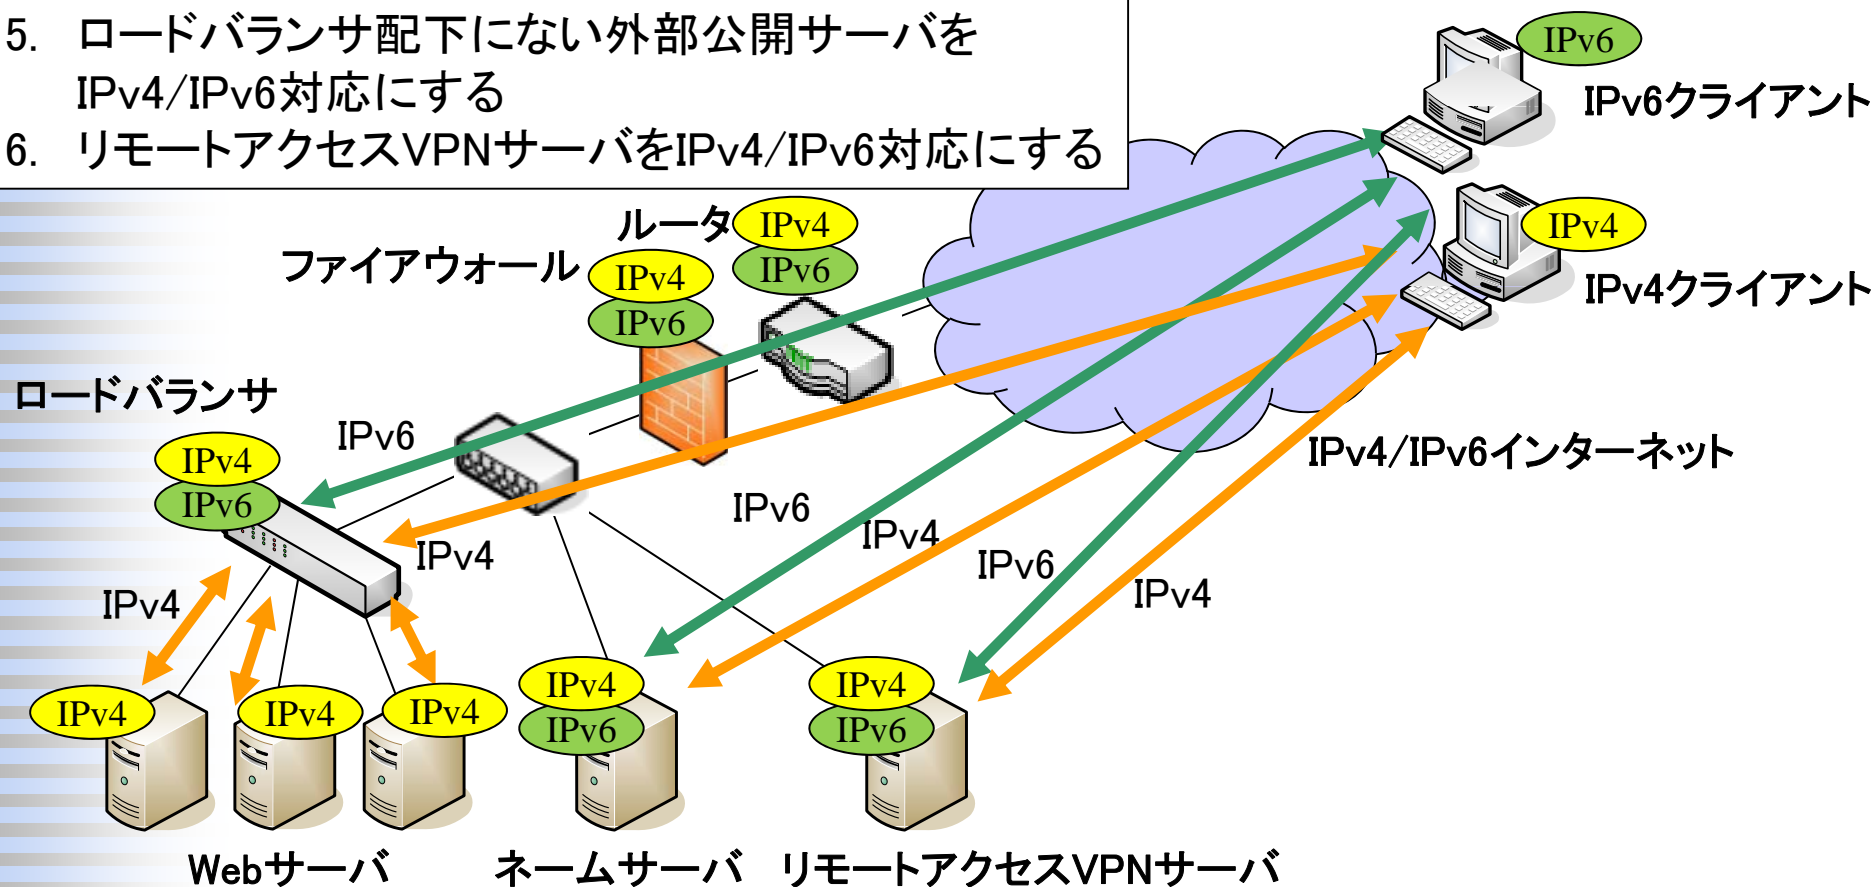 5. ロードバランサ配下にない外部公開サーバを
IPv4/IPv6対応にする
6. リモートアクセスVPNサーバをIPv4/IPv6対応にする
IPv6
IPv6クライアント
ルータ
IPv4
IPv6
IPv4
IPv4クライアント
ファイアウォール
IPv4
IPv6
ロードバランサ
IPv4
IPv6
IPv6
IPv4
IPv4/IPv6インターネット
IPv6
IPv4
IPv6
IPv4
IPv4
IPv4
IPv4
IPv4
IPv4
IPv6
IPv4
IPv6
Webサーバ
ネームサーバ
リモートアクセスVPNサーバ